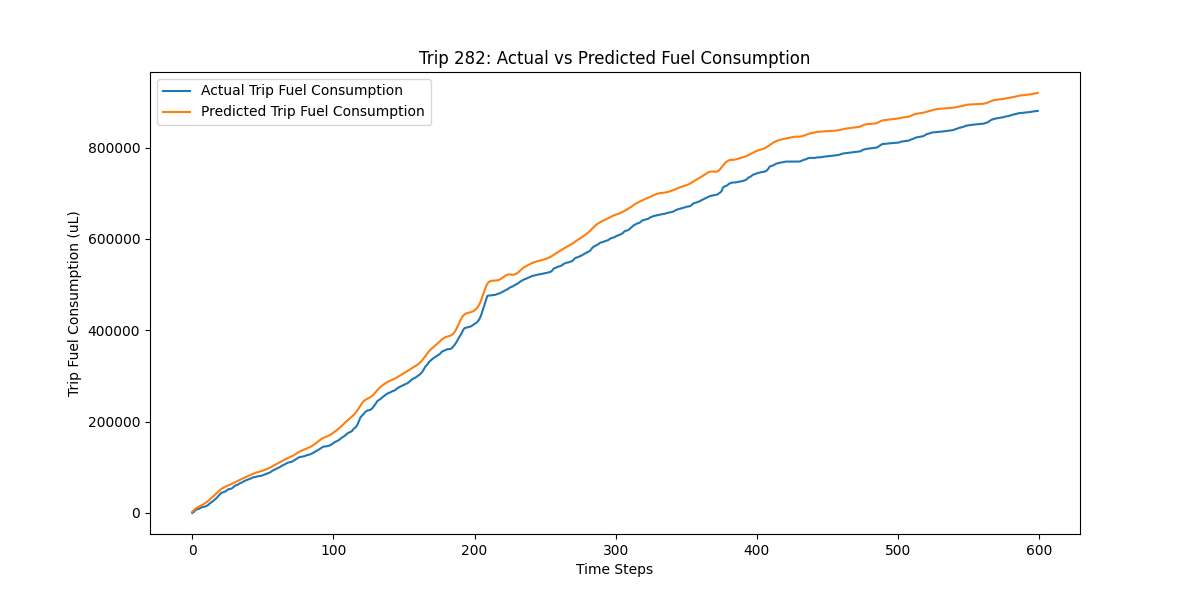 Trip 282: Actual vs Predicted Fuel Consumption
Actual Trip Fuel Consumption
Predicted Trip Fuel Consumption
Trip Fuel Consumption (uL)
800000
600000
400000
200000
0
0 100 200 300 400 500 600
Time Steps